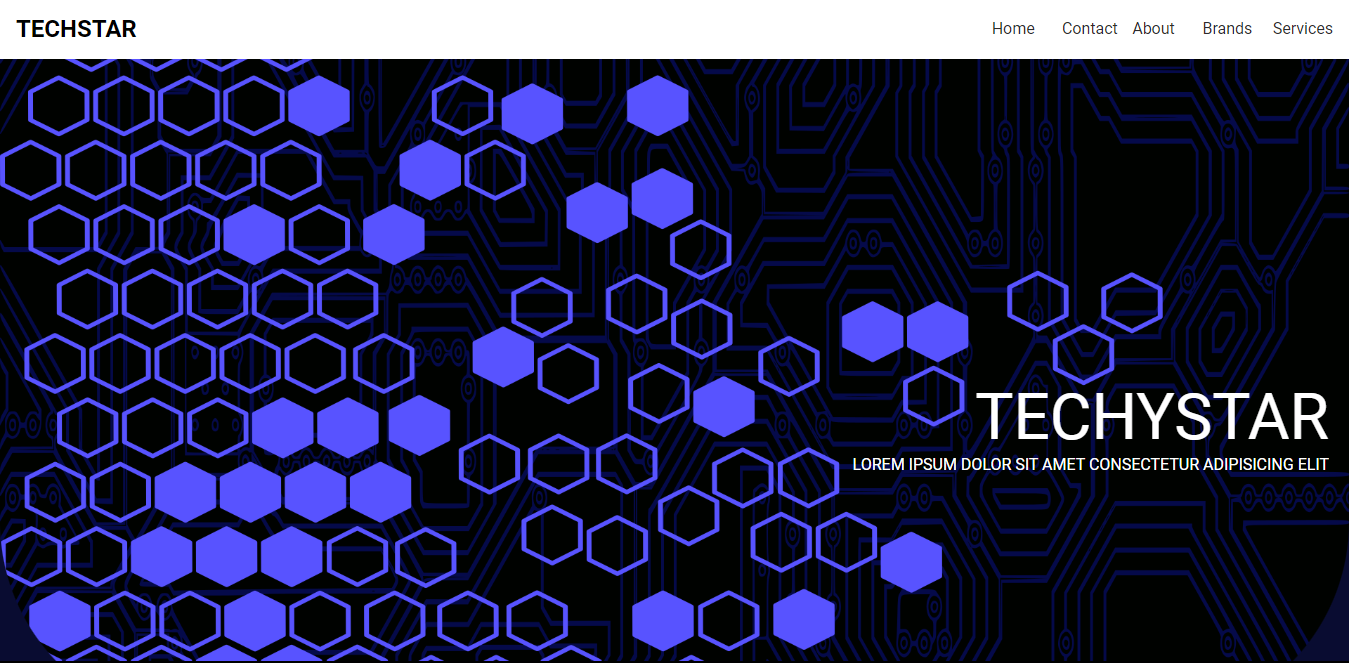 TECHSTAR
Home Contact About Brands Services
TECHYSTAR
LOREM IPSUM DOLOR SIT AMET CONSECTETUR ADIPISICING ELIT